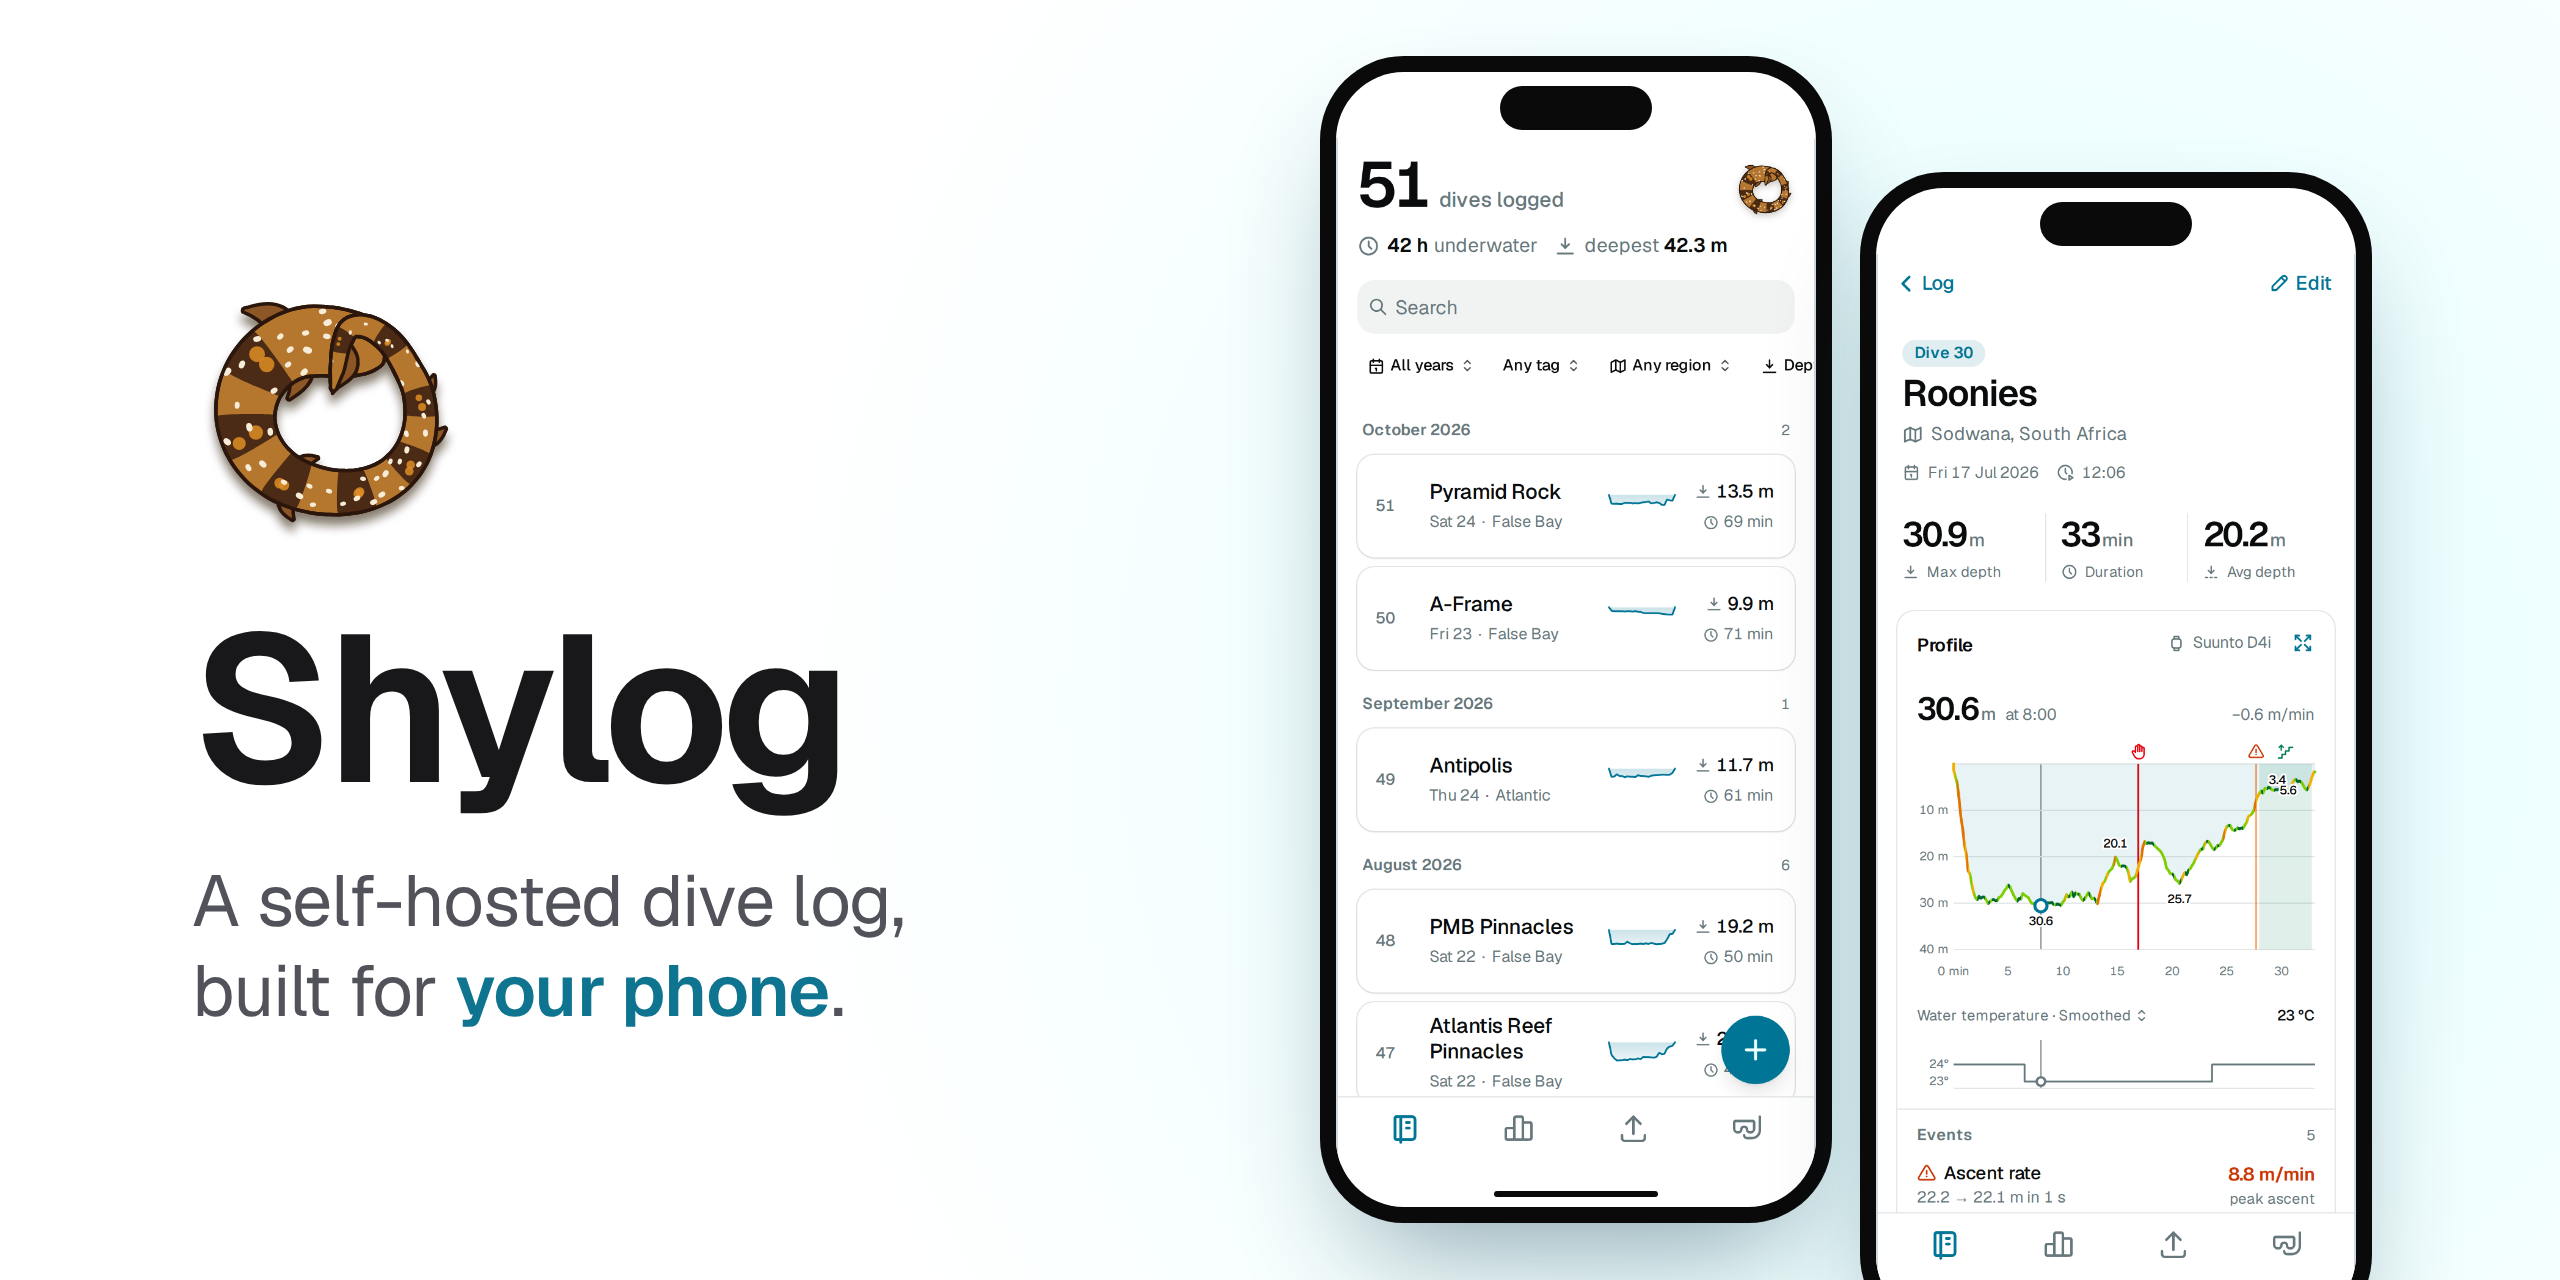 Shylog
A self-hosted dive log,
built for your phone.
51 dives logged
42 h underwater deepest 42.3 m
Search
All years Any tag Any region Dep
October 2026 2
51 Pyramid Rock 13.5 m
Sat 24 · False Bay 69 min
50 A-Frame 9.9 m
Fri 23 · False Bay 71 min
September 2026 1
49 Antipolis 11.7 m
Thu 24 · Atlantic 61 min
August 2026 6
48 PMB Pinnacles 19.2 m
Sat 22 · False Bay 50 min
47 Atlantis Reef
Pinnacles
Sat 22 · False Bay
Log Edit
Dive 30
Roonies
Sodwana, South Africa
Fri 17 Jul 2026 12:06
30.9 m 33 min 20.2 m
Max depth Duration Avg depth
Profile Suunto D4i
30.6 m at 8:00 −0.6 m/min
3.4
5.6
10 m
20.1
20 m
25.7
30 m
30.6
40 m
0 min 5 10 15 20 25 30
Water temperature · Smoothed 23 °C
24°
23°
Events 5
Ascent rate 8.8 m/min
22.2 → 22.1 m in 1 s peak ascent